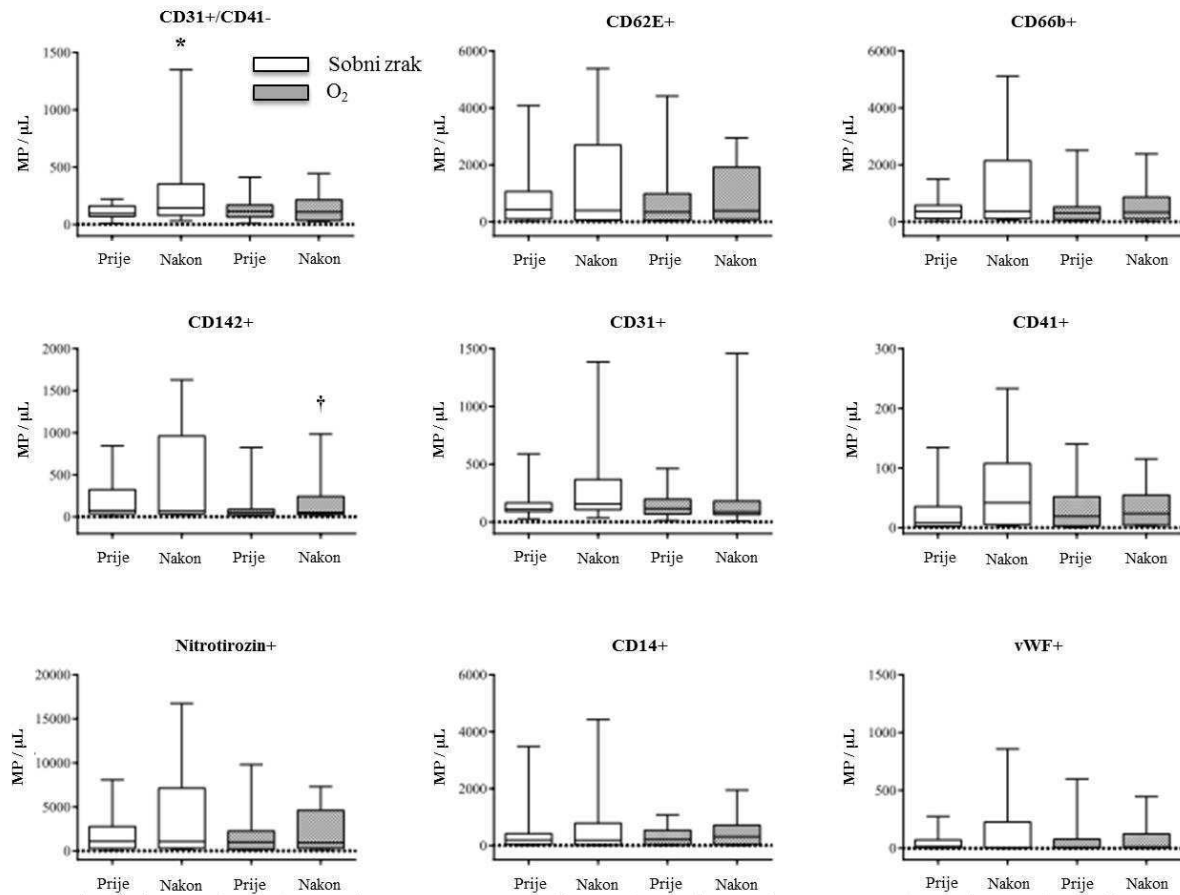 CD31+/CD41-
MP / µL
1500
1000
500
0
*
Sobni zrak
O₂
Prije Nakon Prije Nakon
CD62E+
MP / µL
6000
4000
2000
0
Prije Nakon Prije Nakon
CD66b+
MP / µL
6000
4000
2000
0
Prije Nakon Prije Nakon
CD142+
MP / µL
2000
1500
1000
500
0
†
Prije Nakon Prije Nakon
CD31+
MP / µL
1500
1000
500
0
Prije Nakon Prije Nakon
CD41+
MP / µL
300
200
100
0
Prije Nakon Prije Nakon
Nitrotirozin+
MP / µL
20000
15000
10000
5000
0
Prije Nakon Prije Nakon
CD14+
MP / µL
6000
4000
2000
0
Prije Nakon Prije Nakon
vWF+
MP / µL
1500
1000
500
0
Prije Nakon Prije Nakon